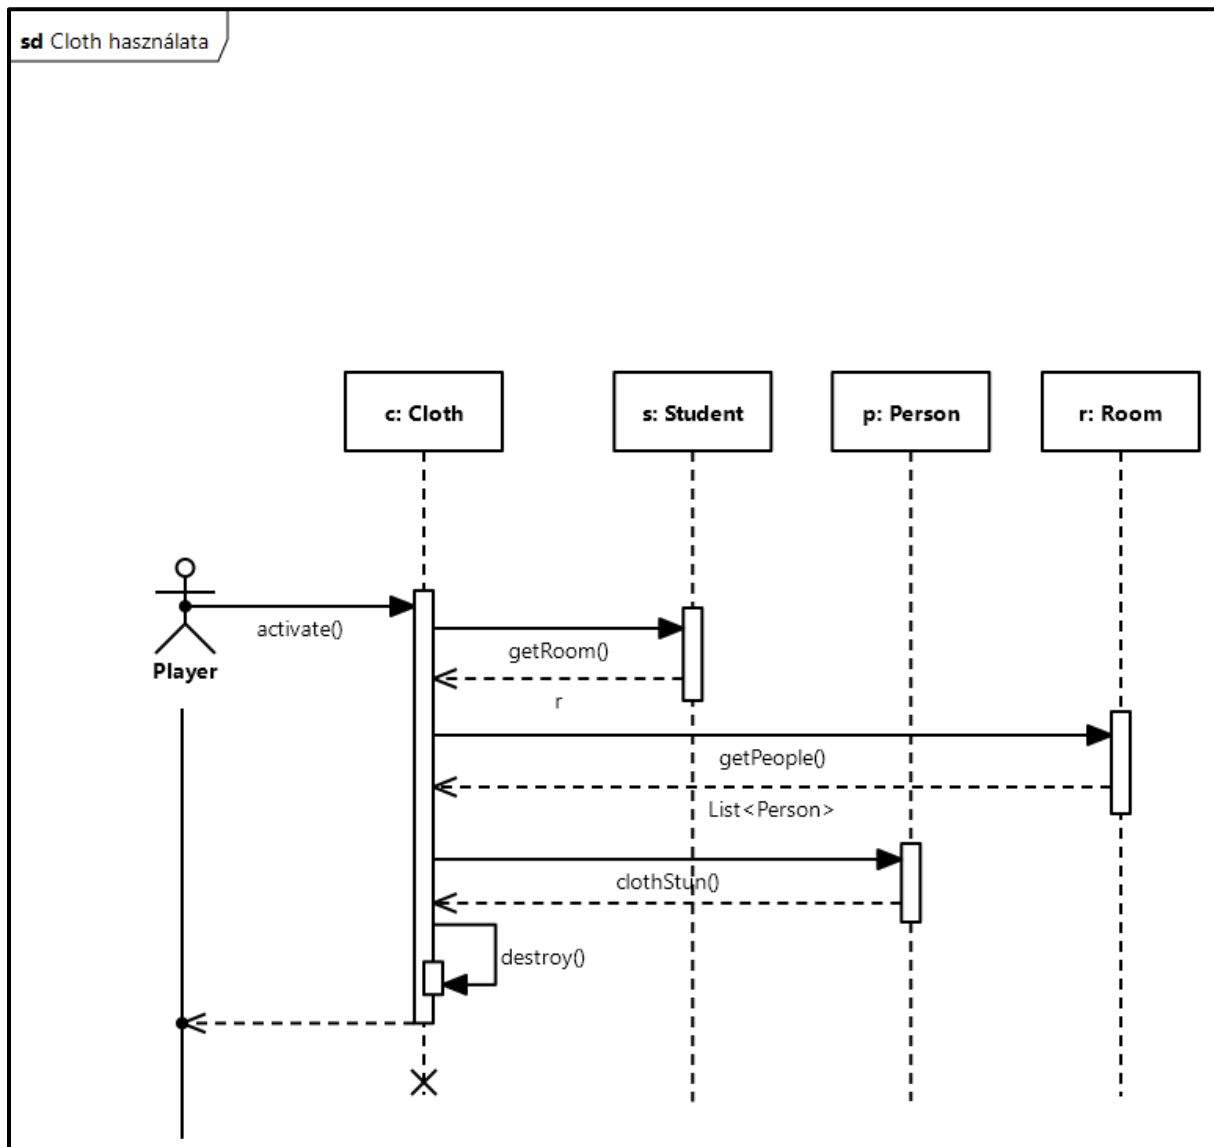 sd Cloth használata
c: Cloth
s: Student
p: Person
r: Room
activate()
Player
getRoom()
r
getPeople()
List<Person>
clothStun()
destroy()